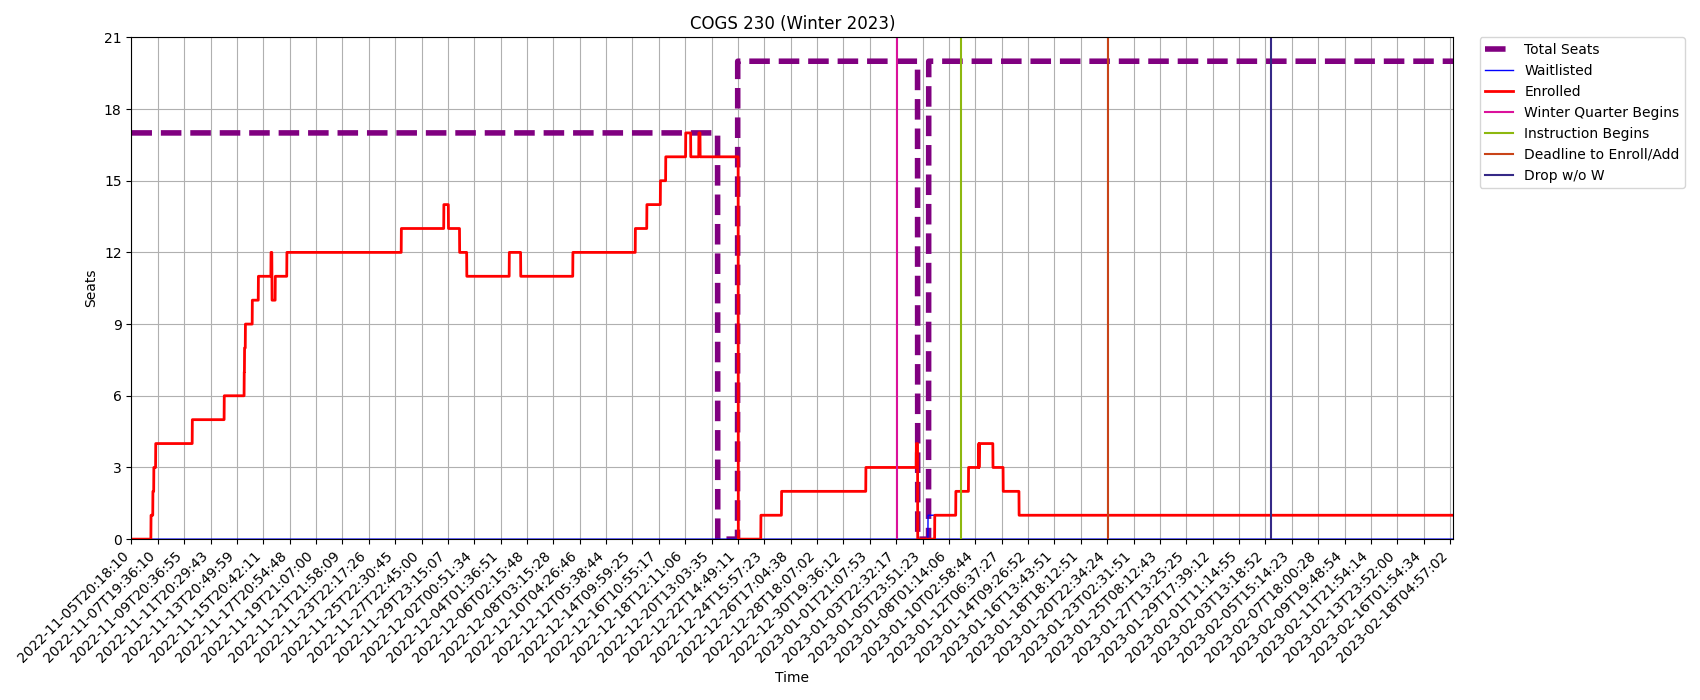 COGS 230 (Winter 2023)
21
18
15
12
9
6
3
0
Seats
2022-11-05T20:18:10
2022-11-07T19:36:10
2022-11-09T20:36:55
2022-11-11T20:29:43
2022-11-13T20:49:59
2022-11-15T20:42:11
2022-11-17T20:54:48
2022-11-19T21:07:00
2022-11-21T21:58:09
2022-11-23T22:17:26
2022-11-25T22:30:45
2022-11-27T22:45:00
2022-11-29T23:15:07
2022-12-02T00:51:34
2022-12-04T01:36:51
2022-12-06T02:15:48
2022-12-08T03:15:28
2022-12-10T04:26:46
2022-12-12T05:38:44
2022-12-14T09:59:25
2022-12-16T10:55:17
2022-12-18T12:11:06
2022-12-20T13:03:35
2022-12-22T14:49:11
2022-12-24T15:57:23
2022-12-26T17:04:38
2022-12-28T18:07:02
2022-12-30T19:36:12
2023-01-01T21:07:53
2023-01-03T22:32:17
2023-01-05T23:51:23
2023-01-08T01:14:06
2023-01-10T02:58:44
2023-01-12T06:37:27
2023-01-14T09:26:52
2023-01-16T13:43:51
2023-01-18T18:12:51
2023-01-20T22:34:24
2023-01-23T02:31:51
2023-01-25T08:12:43
2023-01-27T13:25:25
2023-01-29T17:39:12
2023-02-01T11:14:55
2023-02-03T13:18:52
2023-02-05T15:14:23
2023-02-07T18:00:28
2023-02-09T19:48:54
2023-02-11T21:54:14
2023-02-13T23:52:00
2023-02-16T01:54:34
2023-02-18T04:57:02
Time
Total Seats
Waitlisted
Enrolled
Winter Quarter Begins
Instruction Begins
Deadline to Enroll/Add
Drop w/o W